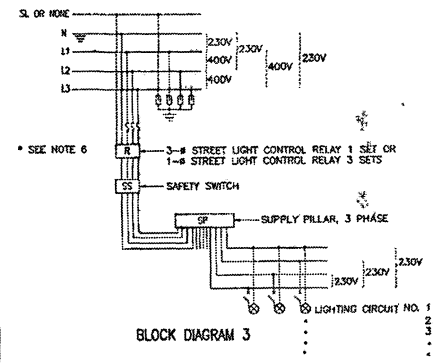 SL OR NONE
N
L1
L2
L3
230V
400V
400V
230V
400V
230V
* SEE NOTE 6
R
3-ø STREET LIGHT CONTROL RELAY 1 SET OR
1-ø STREET LIGHT CONTROL RELAY 3 SETS
SS
SAFETY SWITCH
SP
SUPPLY PILLAR, 3 PHASE
230V
230V
230V
LIGHTING CIRCUIT NO. 1
2
3
BLOCK DIAGRAM 3